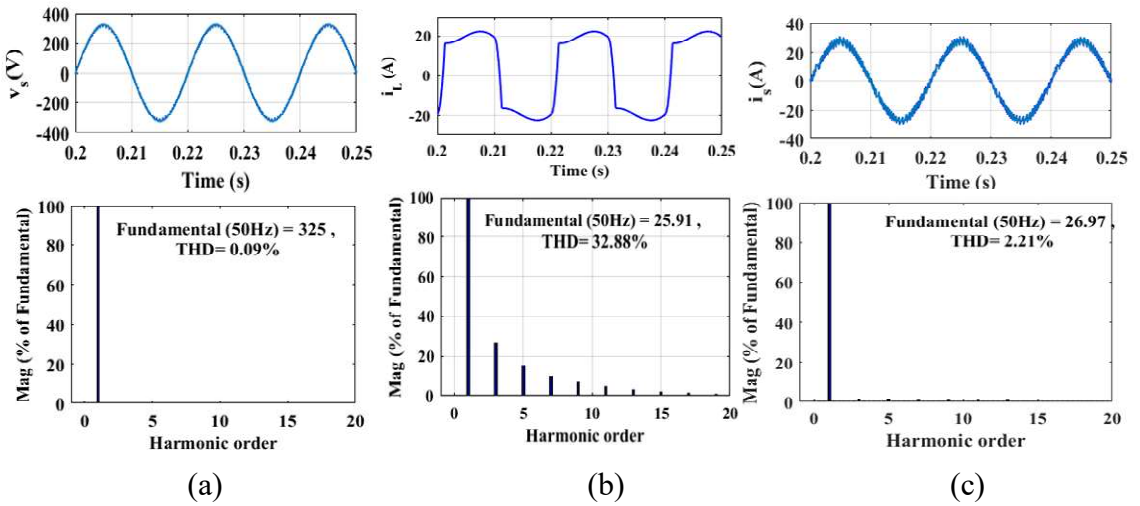 400
200
0
-200
-400
v_s(V)
0.2 0.21 0.22 0.23 0.24 0.25
Time (s)
20
0
-20
i_L (A)
0.2 0.21 0.22 0.23 0.24 0.25
Time (s)
40
20
0
-20
-40
i_s(A)
0.2 0.21 0.22 0.23 0.24 0.25
Time (s)
100
80
60
40
20
0
Mag (% of Fundamental)
Fundamental (50Hz) = 325 ,
THD= 0.09%
0 5 10 15 20
Harmonic order
100
80
60
40
20
0
Mag (% of Fundamental)
Fundamental (50Hz) = 25.91 ,
THD= 32.88%
0 5 10 15 20
Harmonic order
100
80
60
40
20
0
Mag (% of Fundamental)
Fundamental (50Hz) = 26.97 ,
THD= 2.21%
0 5 10 15 20
Harmonic order
(a) (b) (c)